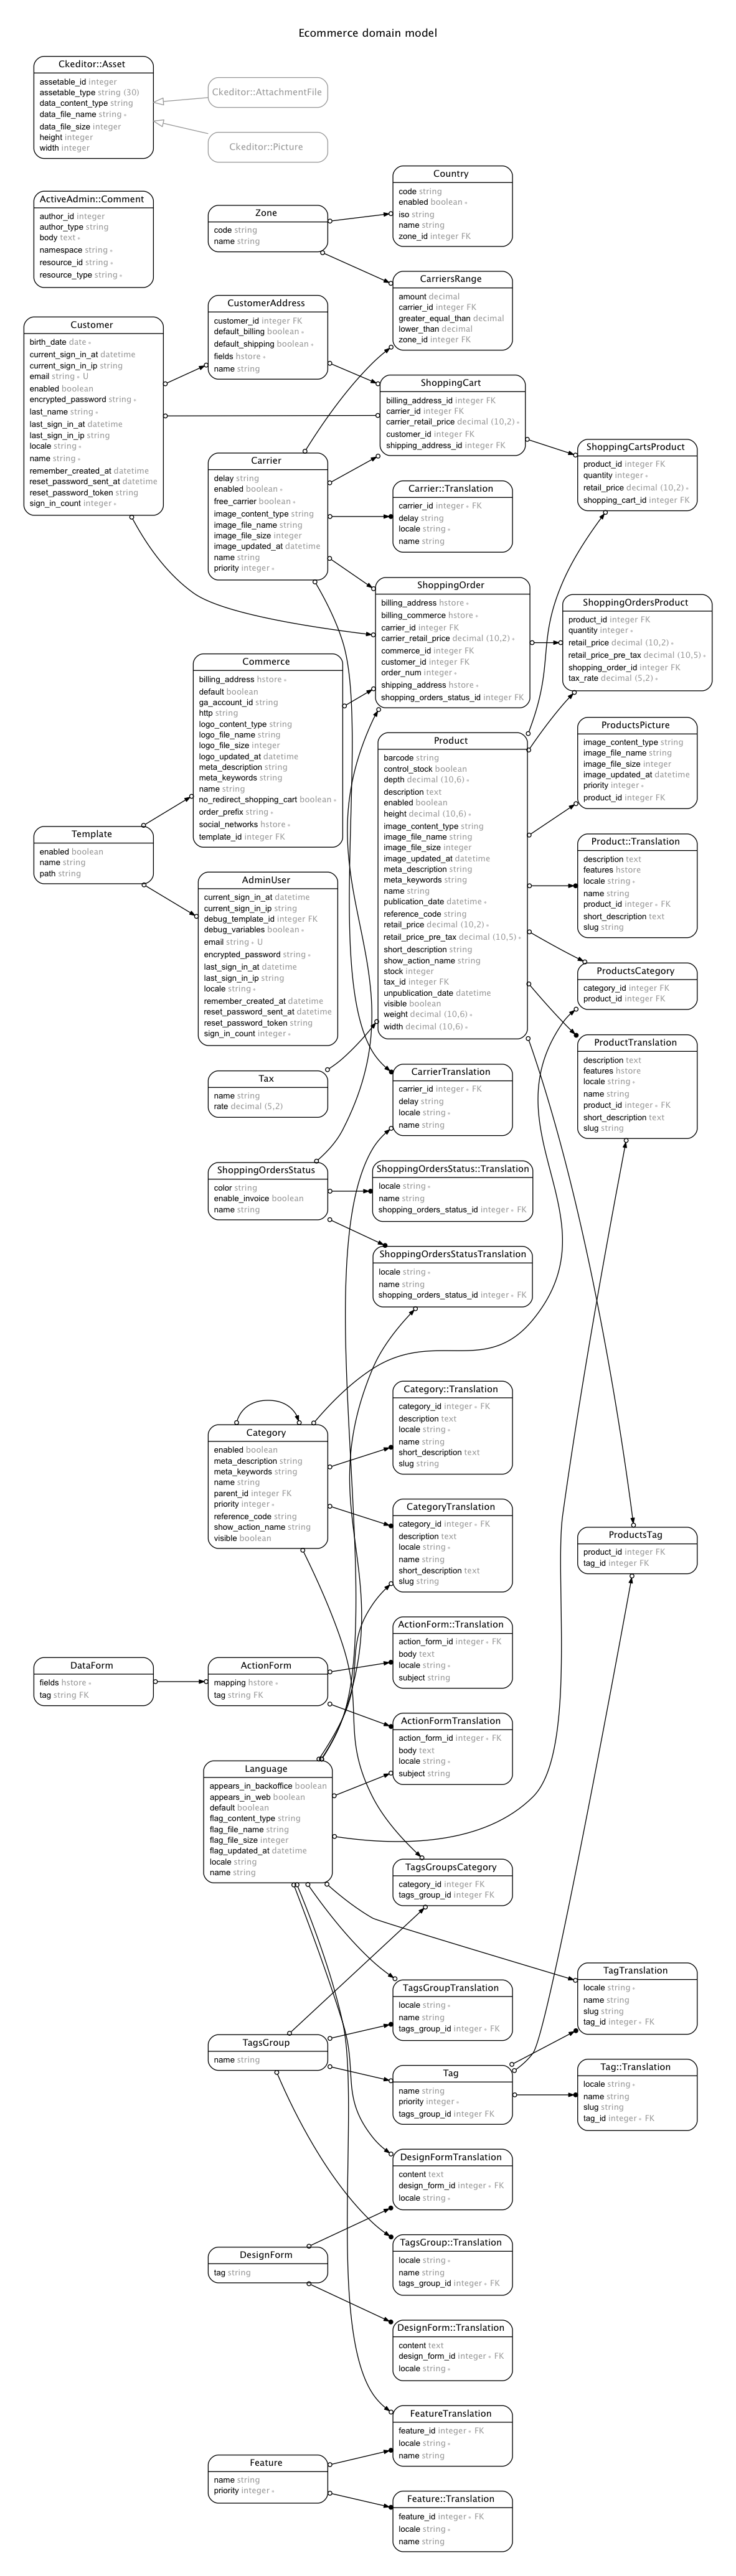 Ecommerce domain model
Ckeditor::Asset
assetable_id integer
assetable_type string (30)
data_content_type string
data_file_name string ∗
data_file_size integer
height integer
width integer
Ckeditor::AttachmentFile
Ckeditor::Picture
ActiveAdmin::Comment
author_id integer
author_type string
body text ∗
namespace string ∗
resource_id string ∗
resource_type string ∗
Zone
code string
name string
Country
code string
enabled boolean ∗
iso string
name string
zone_id integer FK
CarriersRange
amount decimal
carrier_id integer FK
greater_equal_than decimal
lower_than decimal
zone_id integer FK
Customer
birth_date date ∗
current_sign_in_at datetime
current_sign_in_ip string
email string ∗ U
enabled boolean
encrypted_password string ∗
last_name string ∗
last_sign_in_at datetime
last_sign_in_ip string
locale string ∗
name string ∗
remember_created_at datetime
reset_password_sent_at datetime
reset_password_token string
sign_in_count integer ∗
CustomerAddress
customer_id integer FK
default_billing boolean ∗
default_shipping boolean ∗
fields hstore ∗
name string
ShoppingCart
billing_address_id integer FK
carrier_id integer FK
carrier_retail_price decimal (10,2) ∗
customer_id integer FK
shipping_address_id integer FK
ShoppingCartsProduct
product_id integer FK
quantity integer ∗
retail_price decimal (10,2) ∗
shopping_cart_id integer FK
Carrier
delay string
enabled boolean ∗
free_carrier boolean ∗
image_content_type string
image_file_name string
image_file_size integer
image_updated_at datetime
name string
priority integer ∗
Carrier::Translation
carrier_id integer ∗ FK
delay string
locale string ∗
name string
ShoppingOrder
billing_address hstore ∗
billing_commerce hstore ∗
carrier_id integer FK
carrier_retail_price decimal (10,2) ∗
commerce_id integer FK
customer_id integer FK
order_num integer ∗
shipping_address hstore ∗
shopping_orders_status_id integer FK
ShoppingOrdersProduct
product_id integer FK
quantity integer ∗
retail_price decimal (10,2) ∗
retail_price_pre_tax decimal (10,5) ∗
shopping_order_id integer FK
tax_rate decimal (5,2) ∗
Commerce
billing_address hstore ∗
default boolean
ga_account_id string
http string
logo_content_type string
logo_file_name string
logo_file_size integer
logo_updated_at datetime
meta_description string
meta_keywords string
name string
no_redirect_shopping_cart boolean ∗
order_prefix string ∗
social_networks hstore ∗
template_id integer FK
Product
barcode string
control_stock boolean
depth decimal (10,6) ∗
description text
enabled boolean
height decimal (10,6) ∗
image_content_type string
image_file_name string
image_file_size integer
image_updated_at datetime
meta_description string
meta_keywords string
name string
publication_date datetime ∗
reference_code string
retail_price decimal (10,2) ∗
retail_price_pre_tax decimal (10,5) ∗
short_description string
show_action_name string
stock integer
tax_id integer FK
unpublication_date datetime
visible boolean
weight decimal (10,6) ∗
width decimal (10,6) ∗
ProductsPicture
image_content_type string
image_file_name string
image_file_size integer
image_updated_at datetime
priority integer ∗
product_id integer FK
Template
enabled boolean
name string
path string
Product::Translation
description text
features hstore
locale string ∗
name string
product_id integer ∗ FK
short_description text
slug string
AdminUser
current_sign_in_at datetime
current_sign_in_ip string
debug_template_id integer FK
debug_variables boolean ∗
email string ∗ U
encrypted_password string ∗
last_sign_in_at datetime
last_sign_in_ip string
locale string ∗
remember_created_at datetime
reset_password_sent_at datetime
reset_password_token string
sign_in_count integer ∗
ProductsCategory
category_id integer FK
product_id integer FK
ProductTranslation
description text
features hstore
locale string ∗
name string
product_id integer ∗ FK
short_description text
slug string
Tax
name string
rate decimal (5,2)
CarrierTranslation
carrier_id integer ∗ FK
delay string
locale string ∗
name string
ShoppingOrdersStatus
color string
enable_invoice boolean
name string
ShoppingOrdersStatus::Translation
locale string ∗
name string
shopping_orders_status_id integer ∗ FK
ShoppingOrdersStatusTranslation
locale string ∗
name string
shopping_orders_status_id integer ∗ FK
Category
enabled boolean
meta_description string
meta_keywords string
name string
parent_id integer FK
priority integer ∗
reference_code string
show_action_name string
visible boolean
Category::Translation
category_id integer ∗ FK
description text
locale string ∗
name string
short_description text
slug string
CategoryTranslation
category_id integer ∗ FK
description text
locale string ∗
name string
short_description text
slug string
ProductsTag
product_id integer FK
tag_id integer FK
ActionForm::Translation
action_form_id integer ∗ FK
body text
locale string ∗
subject string
DataForm
fields hstore ∗
tag string FK
ActionForm
mapping hstore ∗
tag string FK
ActionFormTranslation
action_form_id integer ∗ FK
body text
locale string ∗
subject string
Language
appears_in_backoffice boolean
appears_in_web boolean
default boolean
flag_content_type string
flag_file_name string
flag_file_size integer
flag_updated_at datetime
locale string
name string
TagsGroupsCategory
category_id integer FK
tags_group_id integer FK
TagTranslation
locale string ∗
name string
slug string
tag_id integer ∗ FK
TagsGroupTranslation
locale string ∗
name string
tags_group_id integer ∗ FK
TagsGroup
name string
Tag
name string
priority integer ∗
tags_group_id integer FK
Tag::Translation
locale string ∗
name string
slug string
tag_id integer ∗ FK
DesignFormTranslation
content text
design_form_id integer ∗ FK
locale string ∗
TagsGroup::Translation
locale string ∗
name string
tags_group_id integer ∗ FK
DesignForm
tag string
DesignForm::Translation
content text
design_form_id integer ∗ FK
locale string ∗
FeatureTranslation
feature_id integer ∗ FK
locale string ∗
name string
Feature
name string
priority integer ∗
Feature::Translation
feature_id integer ∗ FK
locale string ∗
name string